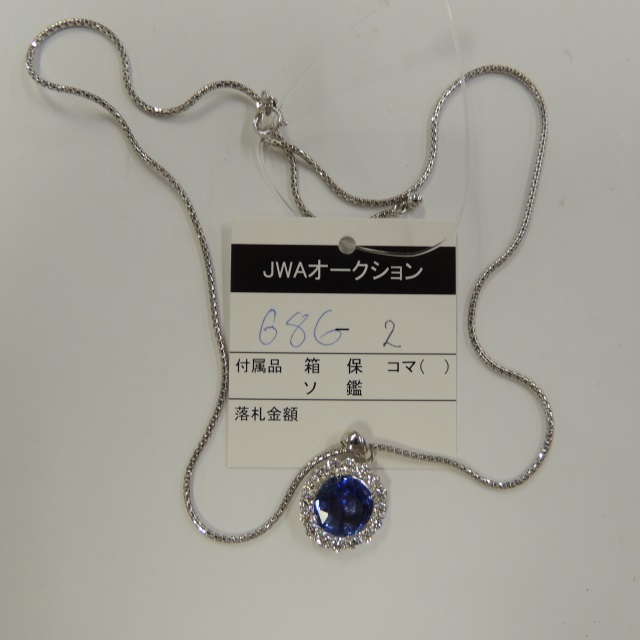 JWAオークション
686-2
付属品 箱 保 コマ( )
ソ 鑑
落札金額